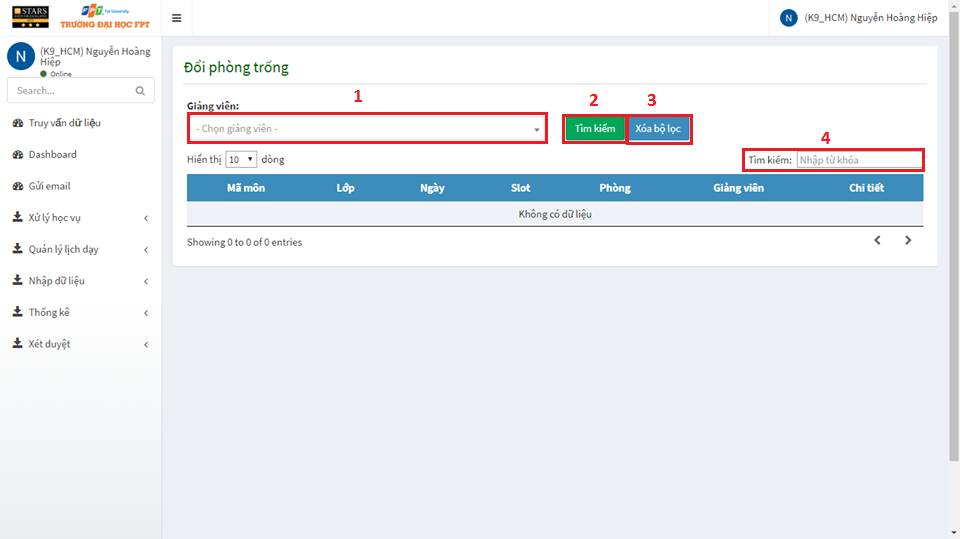 STARS
FPT Fpt University
TRƯỜNG ĐẠI HỌC FPT
N (K9_HCM) Nguyễn Hoàng Hiệp
N (K9_HCM) Nguyễn Hoàng
Hiệp
Online
Search...
Truy vấn dữ liệu
Dashboard
Gửi email
Xử lý học vụ
Quản lý lịch dạy
Nhập dữ liệu
Thống kê
Xét duyệt
Đổi phòng trống
1
2
3
Giảng viên:
- Chọn giảng viên -
Tìm kiếm
Xóa bộ lọc
4
Hiển thị 10 dòng
Tìm kiếm: Nhập từ khóa
Mã môn Lớp Ngày Slot Phòng Giảng viên Chi tiết
Không có dữ liệu
Showing 0 to 0 of 0 entries